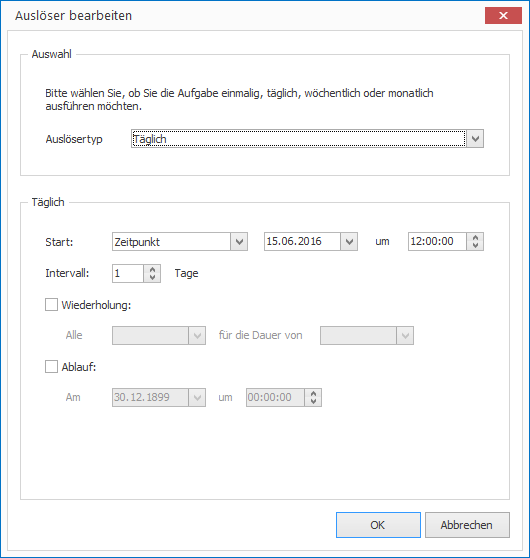 Auslöser bearbeiten
Auswahl
Bitte wählen Sie, ob Sie die Aufgabe einmalig, täglich, wöchentlich oder monatlich
ausführen möchten.
Auslösertyp Täglich
Täglich
Start: Zeitpunkt 15.06.2016 um 12:00:00
Intervall: 1 Tage
Wiederholung:
Alle für die Dauer von
Ablauf:
Am 30.12.1899 um 00:00:00
OK Abbrechen